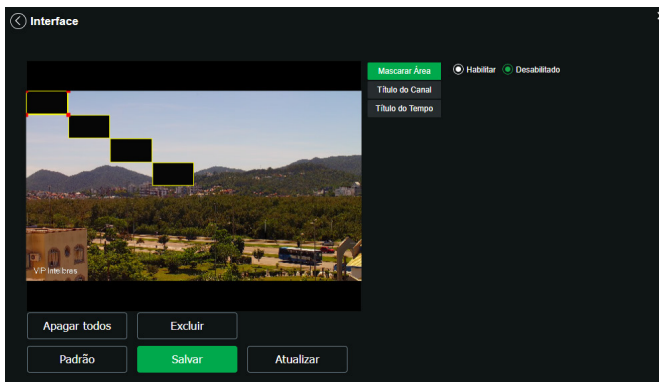 Interface
Mascarar Área
Habilitar
Desabilitado
Título do Canal
Título do Tempo
VIP Intelbras
Apagar todos
Excluir
Padrão
Salvar
Atualizar